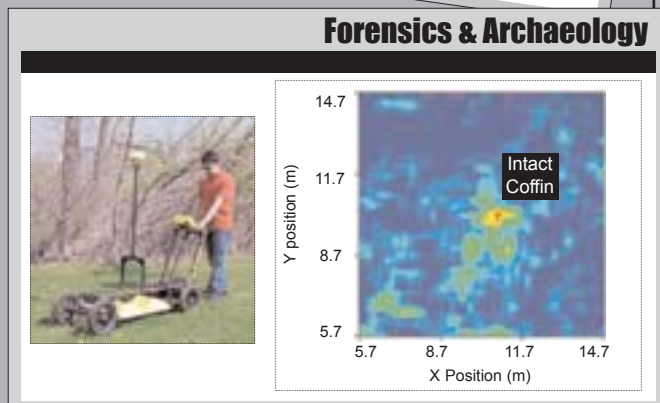 Forensics & Archaeology
14.7
11.7
8.7
5.7
Y position (m)
Intact
Coffin
5.7 8.7 11.7 14.7
X Position (m)